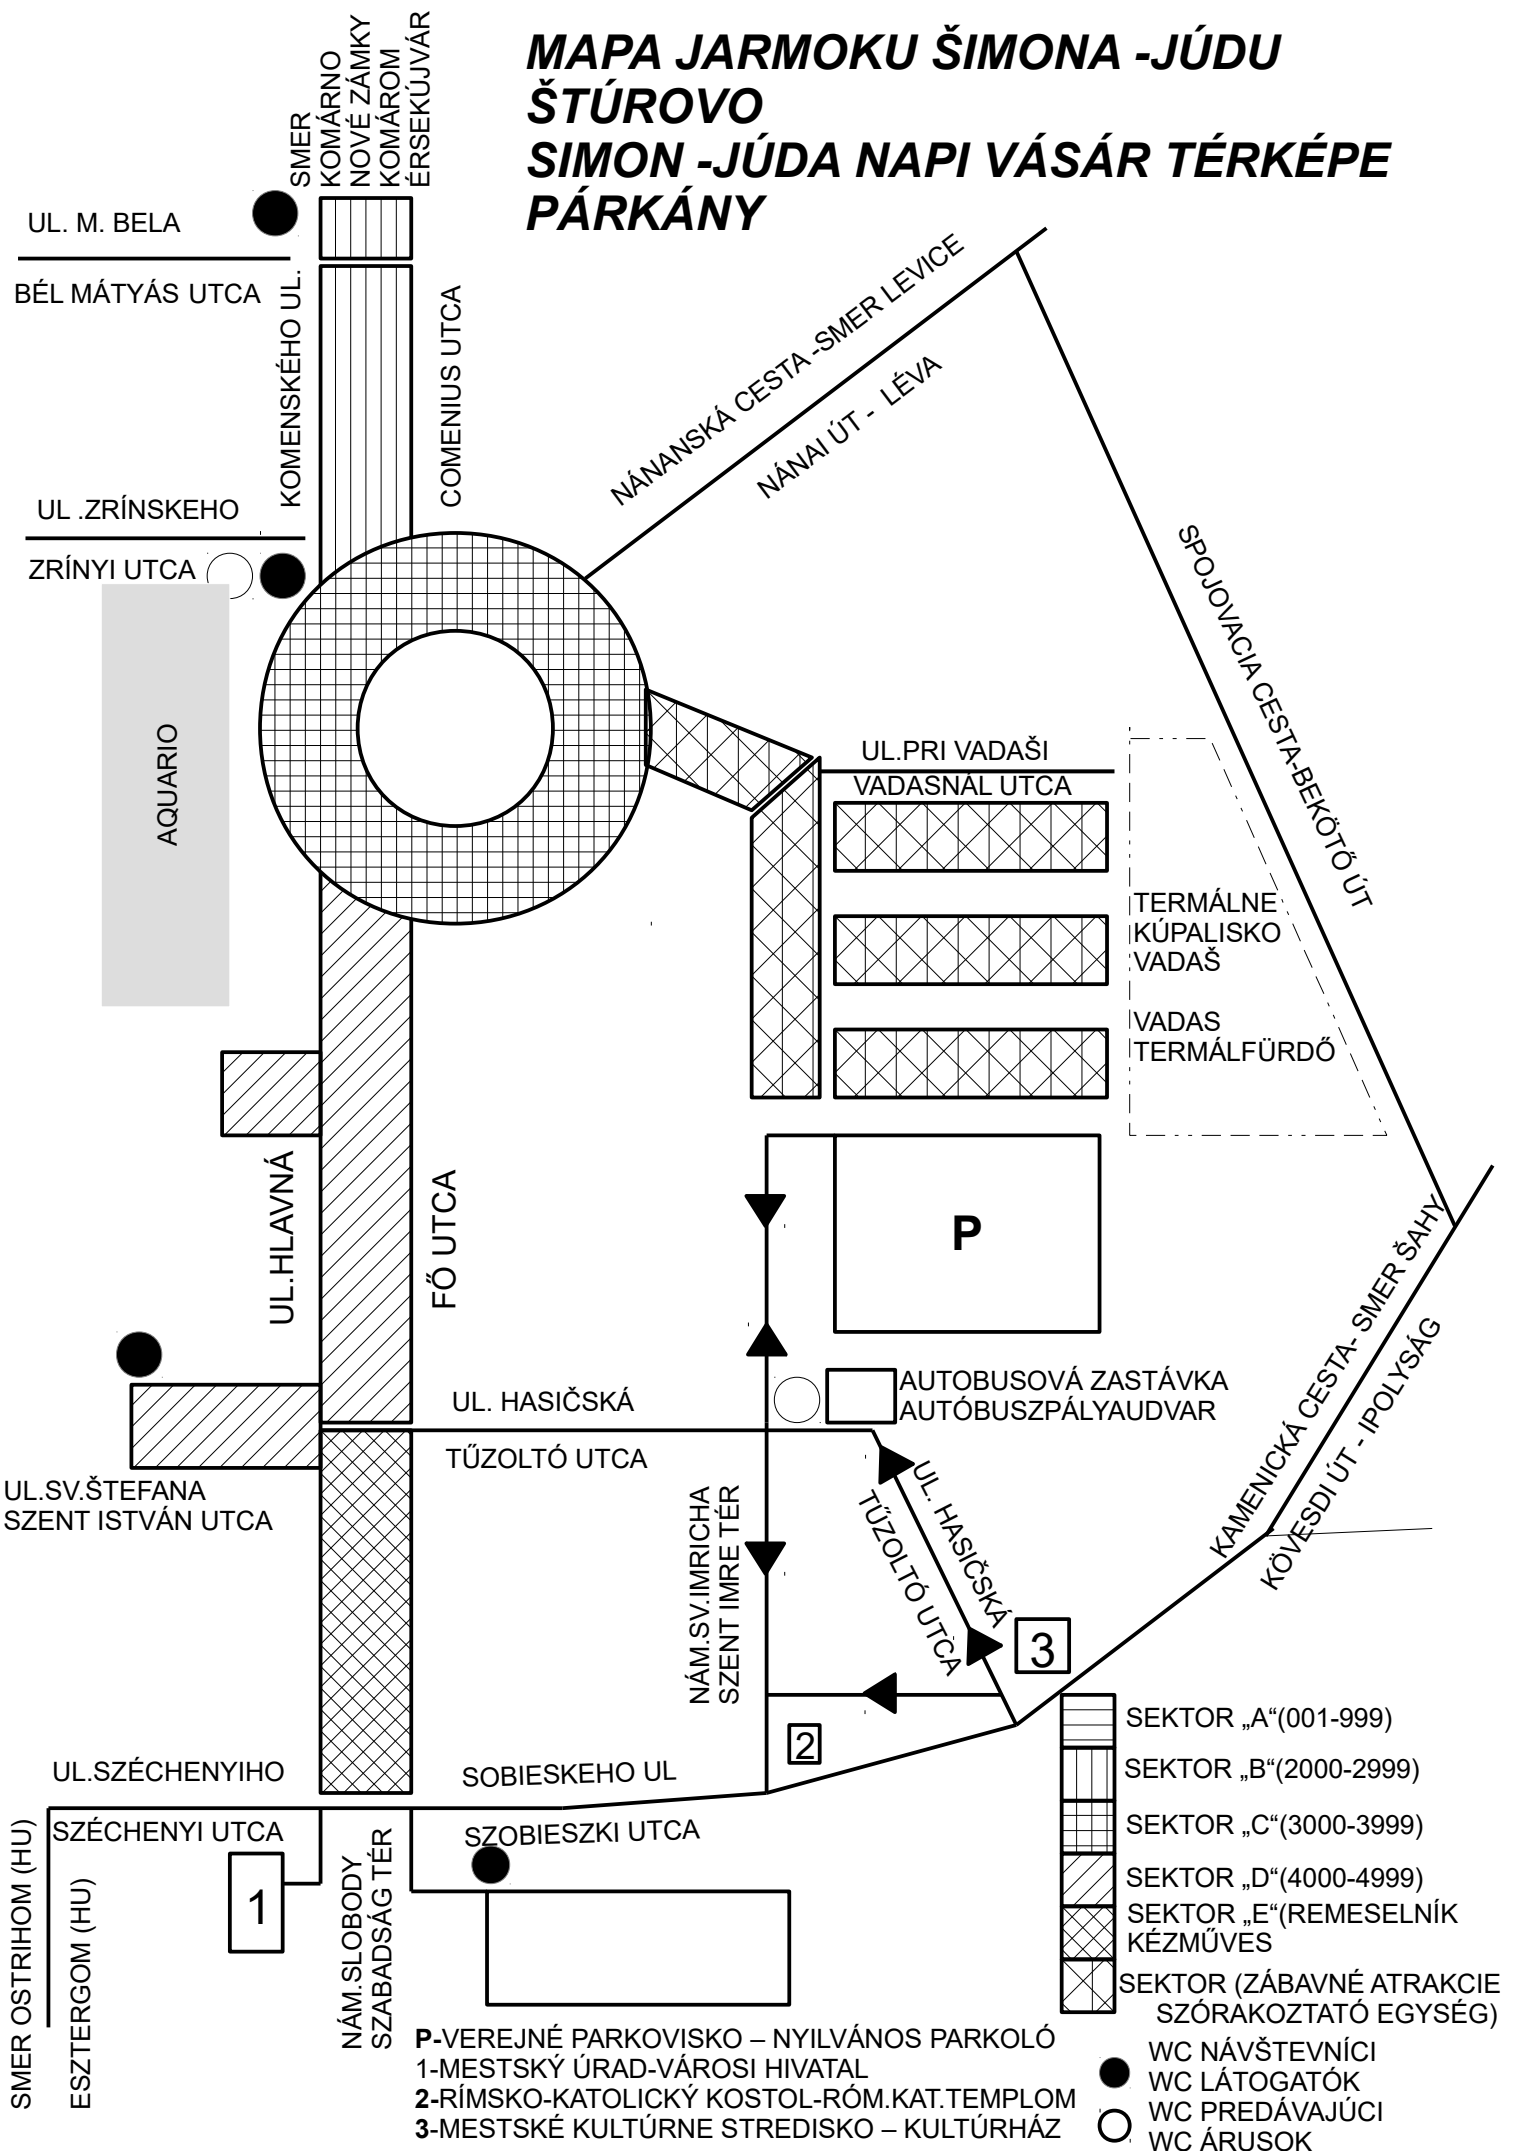 MAPA JARMOKU ŠIMONA -JÚDU
ŠTÚROVO
SIMON -JÚDA NAPI VÁSÁR TÉRKÉPE
PÁRKÁNY
SMER
KOMÁRNO
NOVÉ ZÁMKY
KOMÁROM
ÉRSEKÚJVÁR
UL. M. BELA
BÉL MÁTYÁS UTCA
KOMENSKÉHO UL.
COMENIUS UTCA
NÁNANSKÁ CESTA -SMER LEVICE
NÁNAI ÚT - LÉVA
UL .ZRÍNSKEHO
ZRÍNYI UTCA
SPOJOVACIA CESTA-BEKÖTŐ ÚT
AQUARIO
UL.PRI VADAŠI
VADASNÁL UTCA
TERMÁLNE
KÚPALISKO
VADAŠ
VADAS
TERMÁLFÜRDŐ
UL.HLAVNÁ
FŐ UTCA
P
KAMENICKÁ CESTA- SMER ŠAHY
KÖVESDI ÚT - IPOLYSÁG
AUTOBUSOVÁ ZASTÁVKA
AUTÓBUSZPÁLYAUDVAR
UL. HASIČSKÁ
TŰZOLTÓ UTCA
UL.SV.ŠTEFANA
SZENT ISTVÁN UTCA
NÁM.SV.IMRICHA
SZENT IMRE TÉR
UL. HASIČSKÁ
TŰZOLTÓ UTCA
3
2
UL.SZÉCHENYIHO
SZÉCHENYI UTCA
SOBIESKEHO UL
SZOBIESZKI UTCA
1
SMER OSTRIHOM (HU)
ESZTERGOM (HU)
NÁM.SLOBODY
SZABADSÁG TÉR
SEKTOR „A“(001-999)
SEKTOR „B“(2000-2999)
SEKTOR „C“(3000-3999)
SEKTOR „D“(4000-4999)
SEKTOR „E“(REMESELNÍK
KÉZMŰVES
SEKTOR (ZÁBAVNÉ ATRAKCIE
SZÓRAKOZTATÓ EGYSÉG)
P-VEREJNÉ PARKOVISKO – NYILVÁNOS PARKOLÓ
1-MESTSKÝ ÚRAD-VÁROSI HIVATAL
2-RÍMSKO-KATOLICKÝ KOSTOL-RÓM.KAT.TEMPLOM
3-MESTSKÉ KULTÚRNE STREDISKO – KULTÚRHÁZ
WC NÁVŠTEVNÍCI
WC LÁTOGATÓK
WC PREDÁVAJÚCI
WC ÁRUSOK